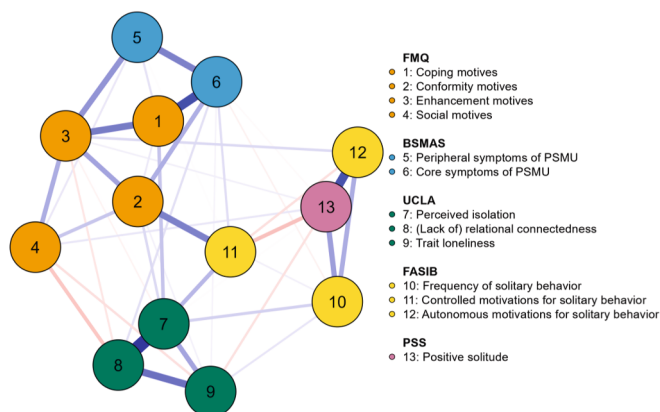 5
6
1
3
12
2
13
4
11
10
7
8
9
FMQ
1: Coping motives
2: Conformity motives
3: Enhancement motives
4: Social motives
BSMAS
5: Peripheral symptoms of PSMU
6: Core symptoms of PSMU
UCLA
7: Perceived isolation
8: (Lack of) relational connectedness
9: Trait loneliness
FASIB
10: Frequency of solitary behavior
11: Controlled motivations for solitary behavior
12: Autonomous motivations for solitary behavior
PSS
13: Positive solitude